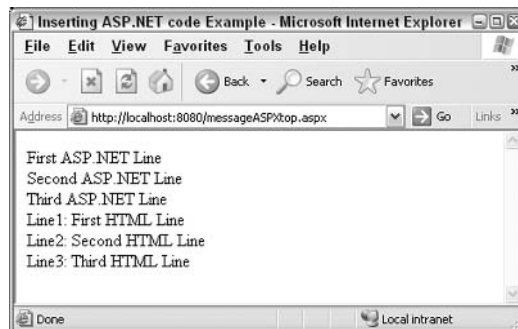 Inserting ASP.NET code Example - Microsoft Internet Explorer
File Edit View Favorites Tools Help
Back Search Favorites »
Address http://localhost:8080/messageASPXtop.aspx Go Links »
First ASP.NET Line
Second ASP.NET Line
Third ASP.NET Line
Line1: First HTML Line
Line2: Second HTML Line
Line3: Third HTML Line
Done Local intranet